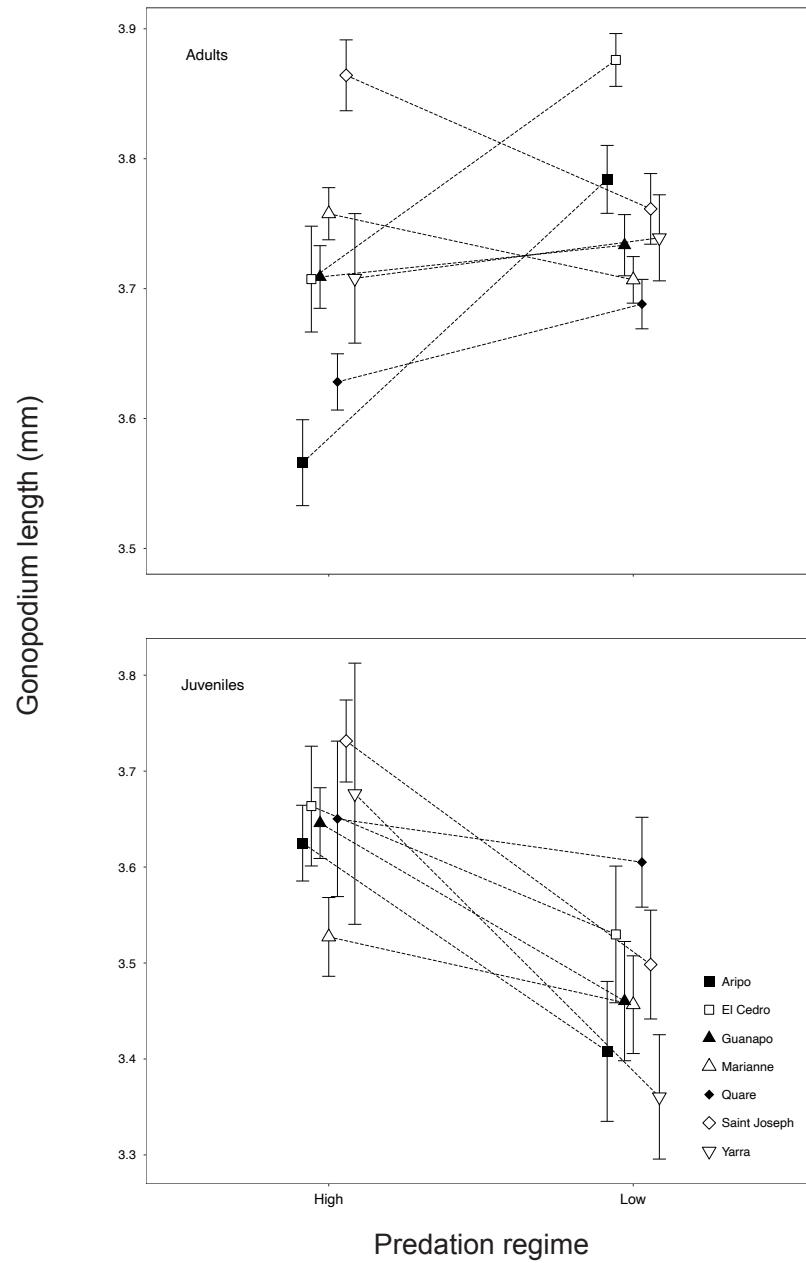 Gonopodium length (mm)
Adults
3.9
3.8
3.7
3.6
3.5
Juveniles
3.8
3.7
3.6
3.5
3.4
3.3
Aripo
El Cedro
Guanapo
Marianne
Quare
Saint Joseph
Yarra
High
Low
Predation regime